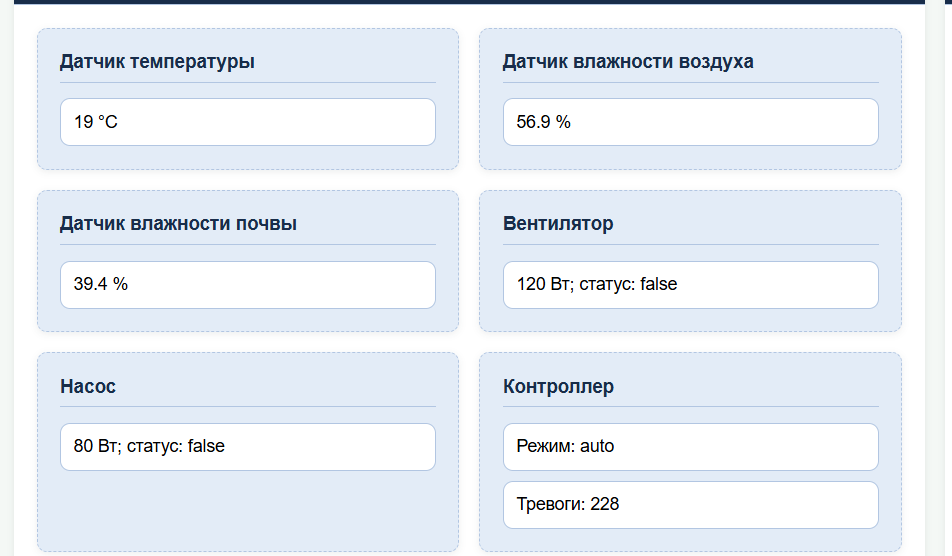 Датчик температуры
19 °C
Датчик влажности воздуха
56.9 %
Датчик влажности почвы
39.4 %
Вентилятор
120 Вт; статус: false
Насос
80 Вт; статус: false
Контроллер
Режим: auto
Тревоги: 228